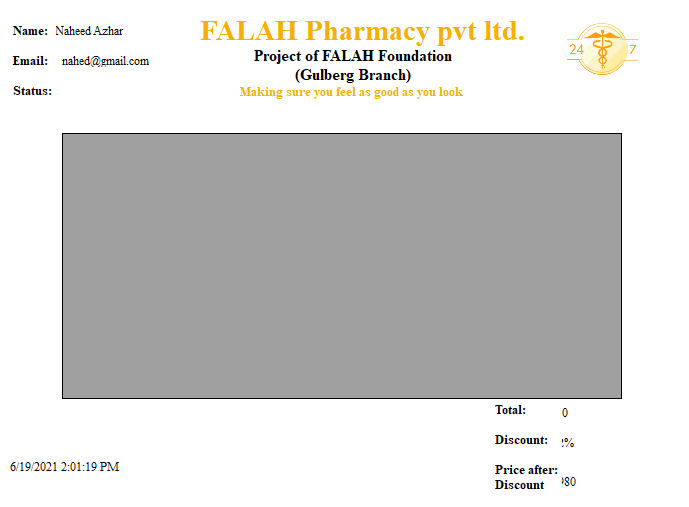 Name: Naheed Azhar
FALAH Pharmacy pvt ltd.
Project of FALAH Foundation
(Gulberg Branch)
Making sure you feel as good as you look
24 7
Email: nahed@gmail.com
Status:
Total: 0
Discount: %
Price after:
Discount 80
6/19/2021 2:01:19 PM